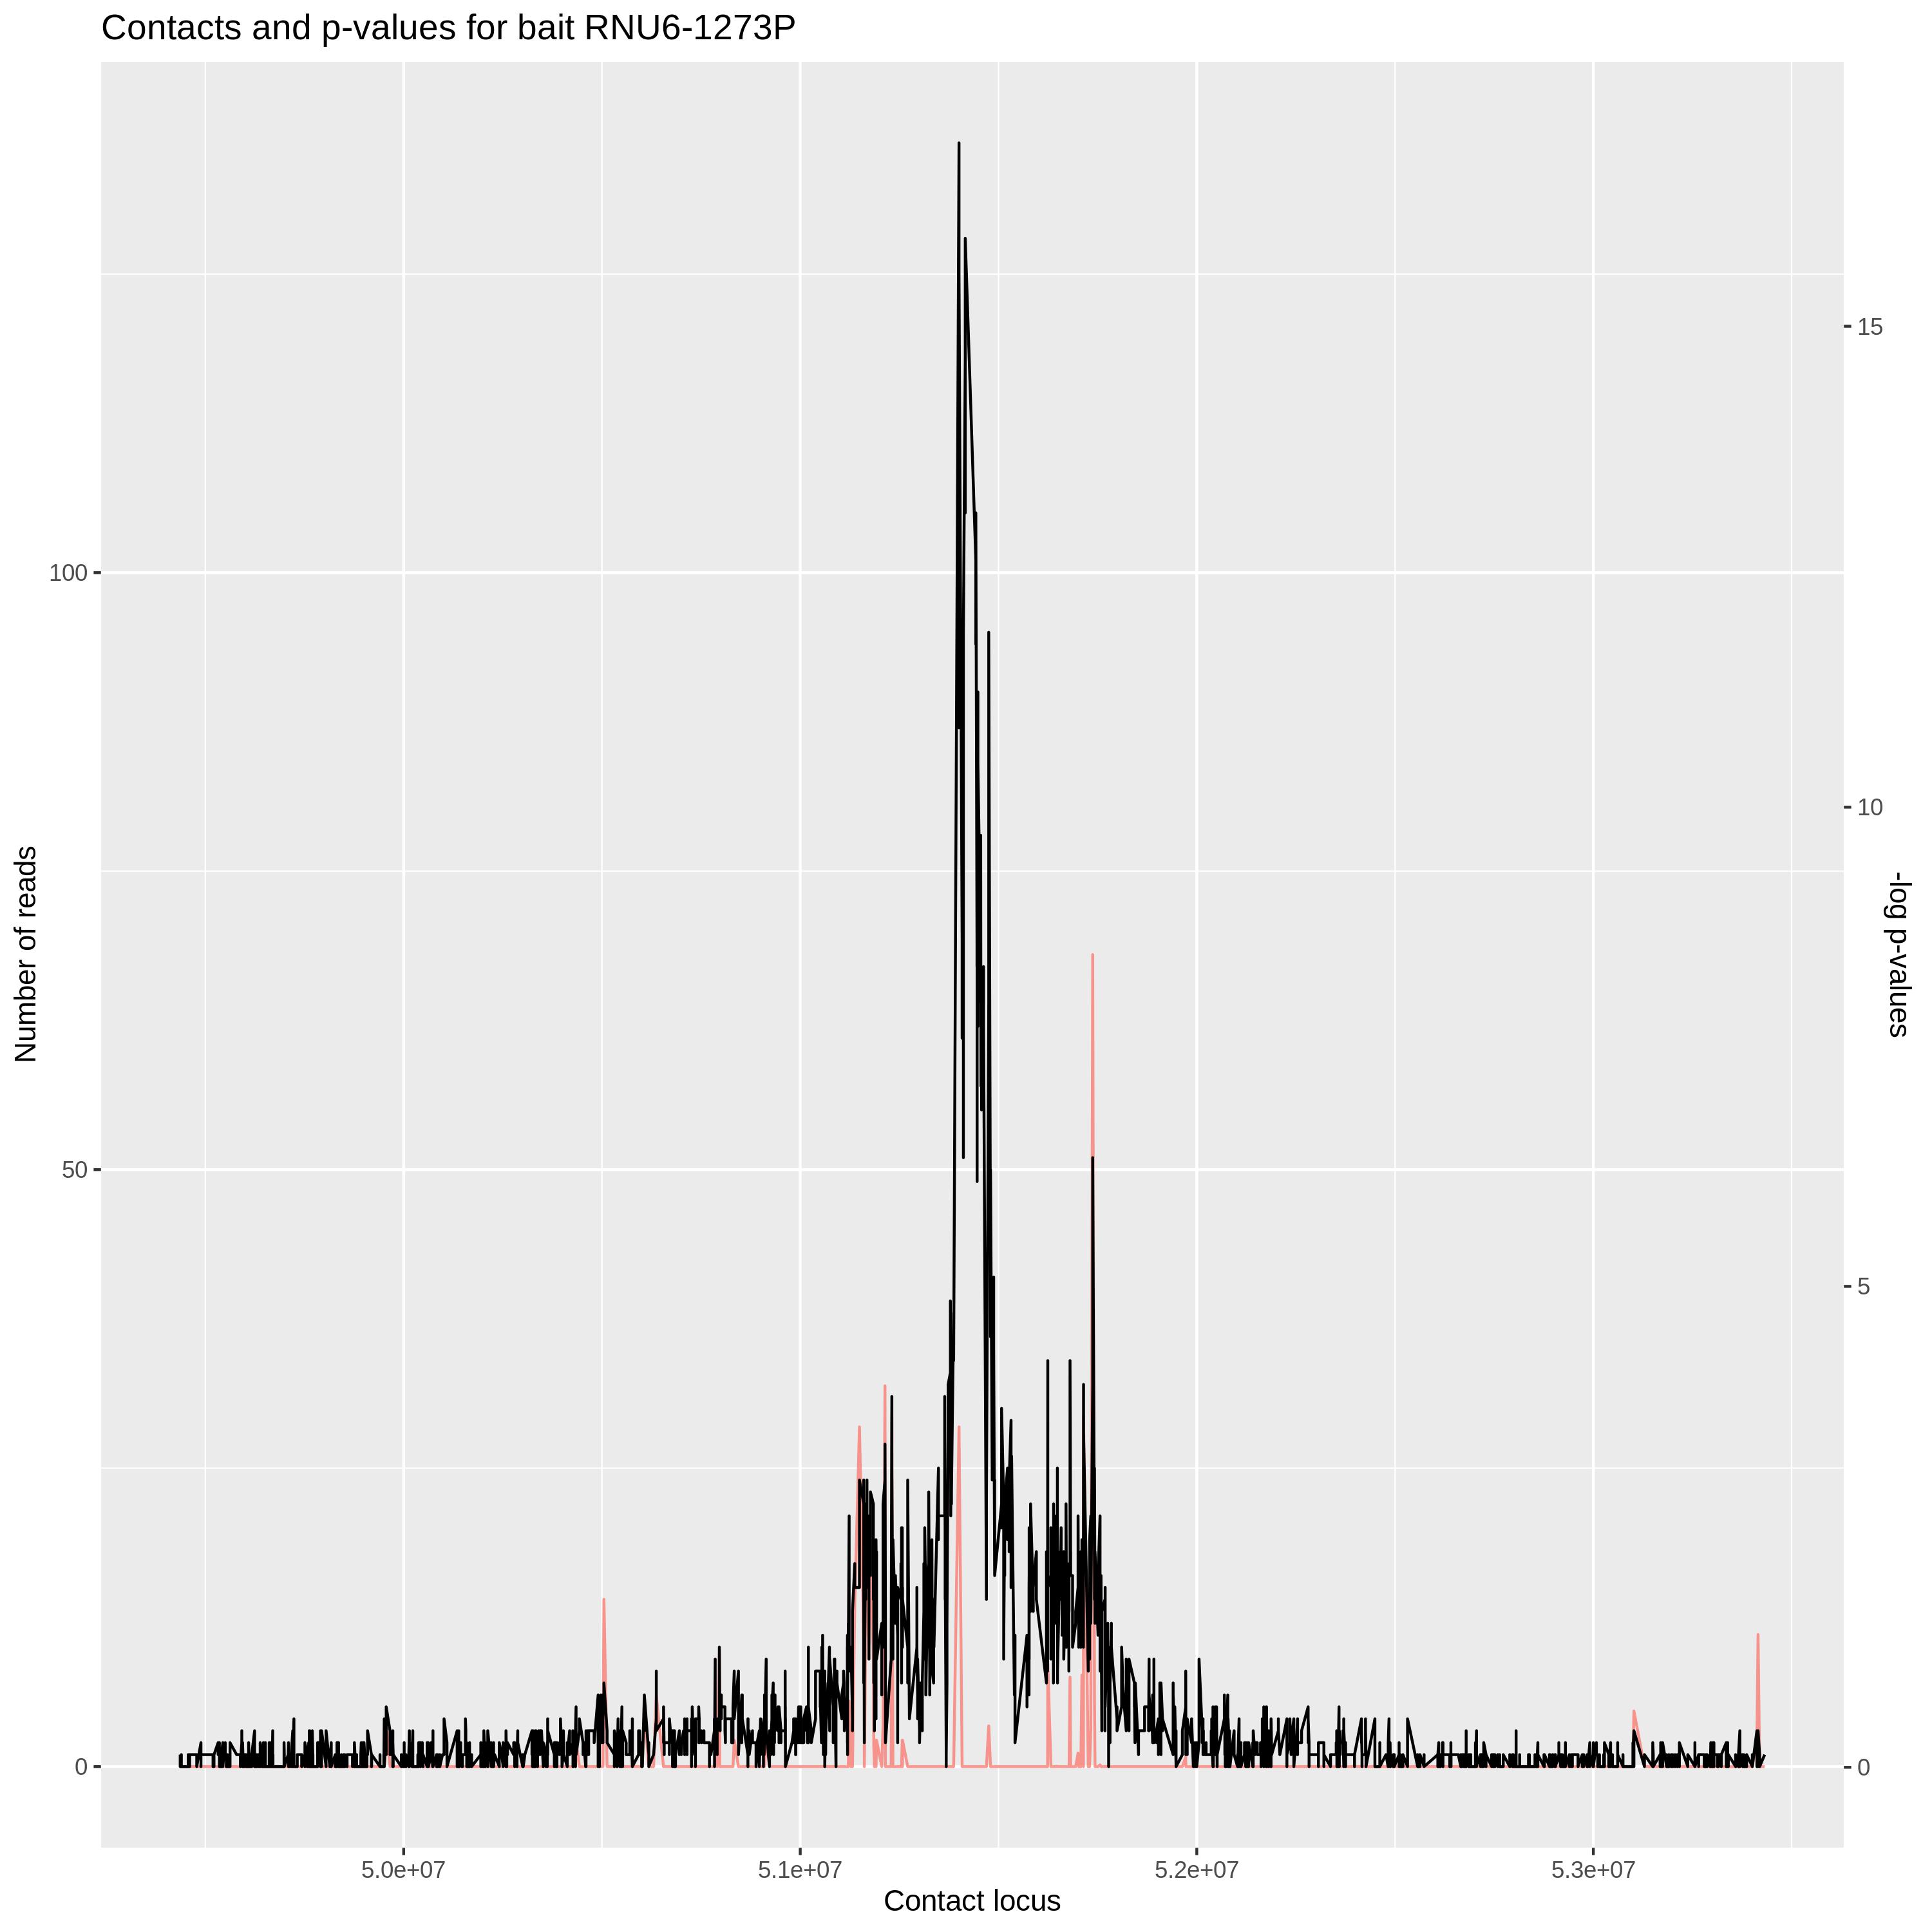 Contacts and p-values for bait RNU6-1273P
Number of reads
100
50
0
15
10
5
0
-log p-values
5.0e+07
5.1e+07
5.2e+07
5.3e+07
Contact locus